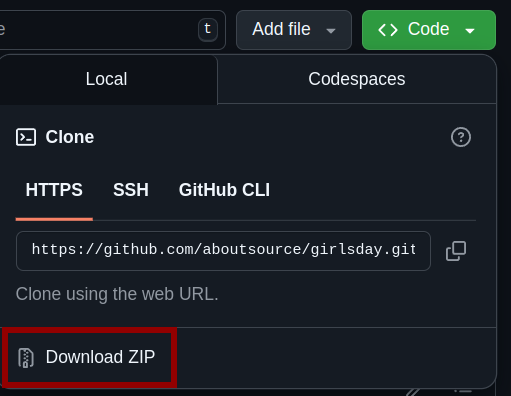 e
t
Add file
<> Code
Local
Codespaces
Clone
HTTPS
SSH
GitHub CLI
https://github.com/aboutsource/girlsday.git
Clone using the web URL.
Download ZIP